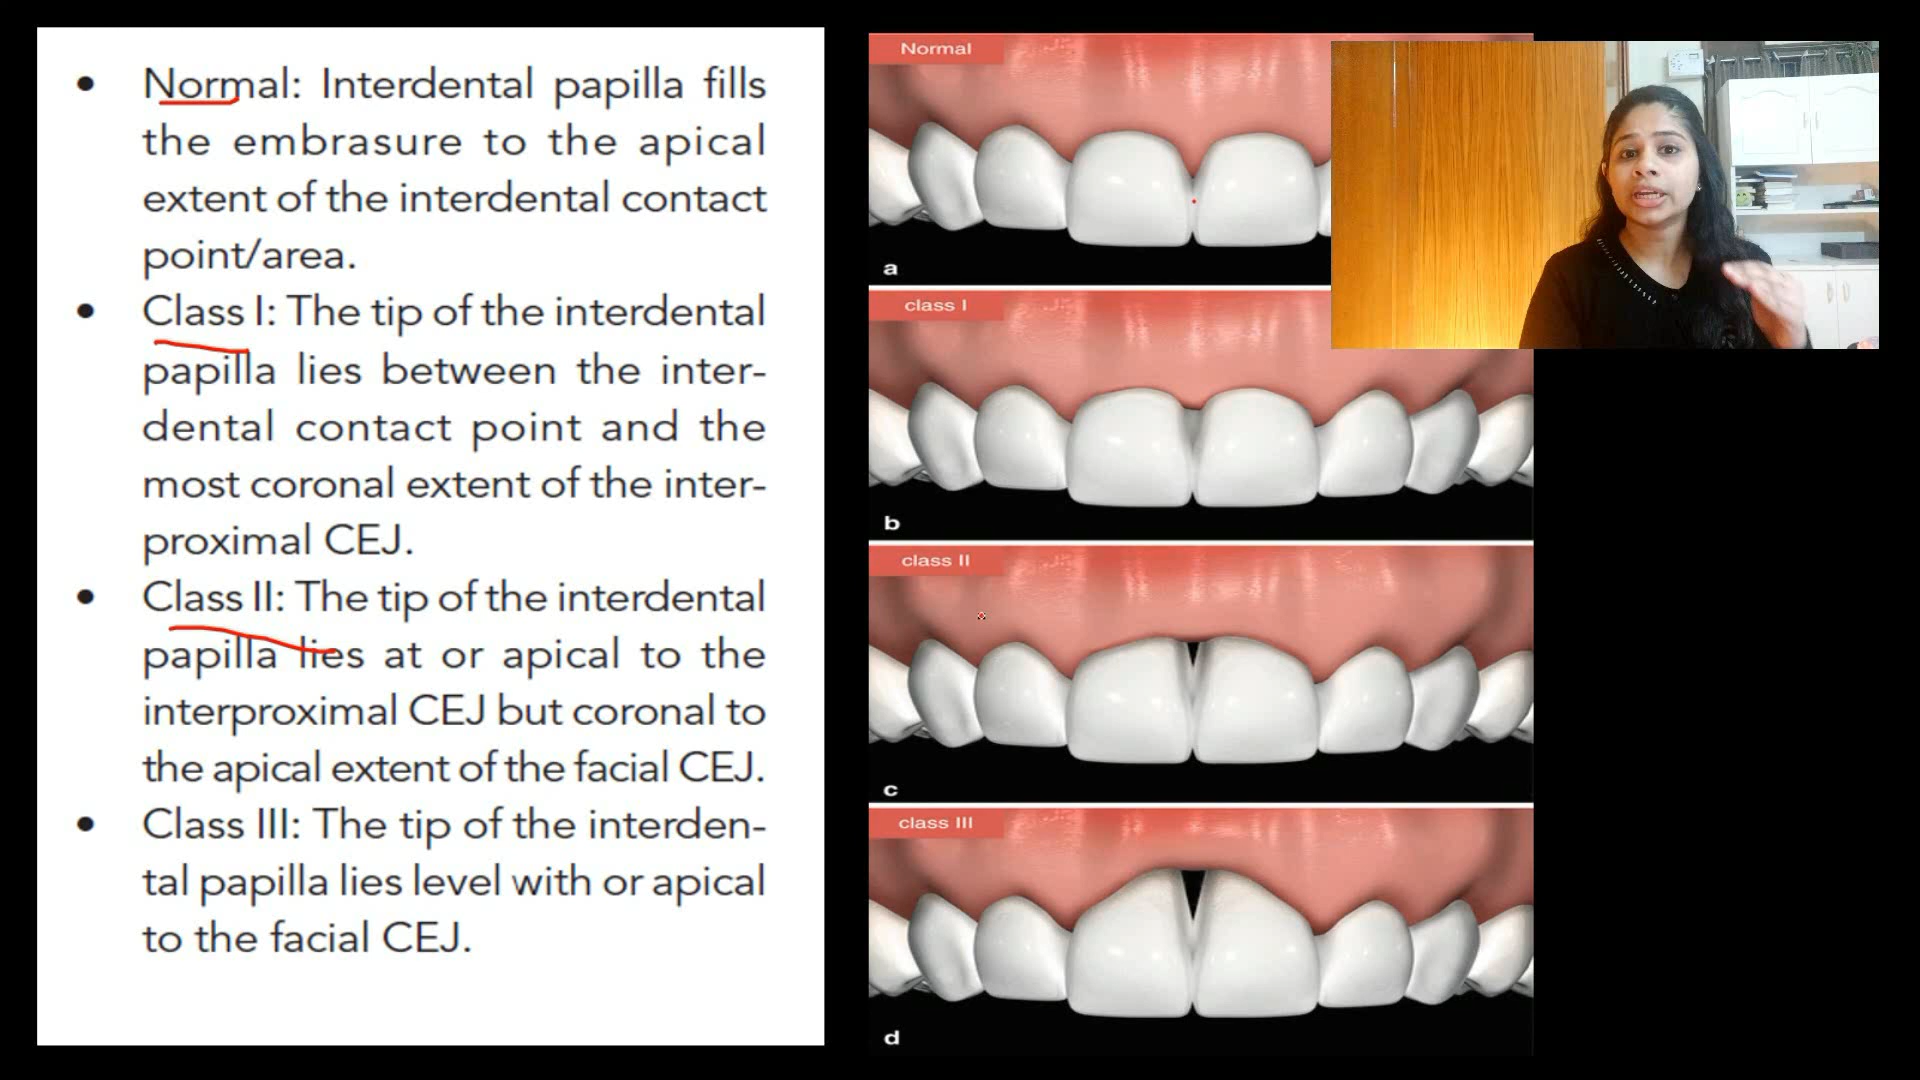 • Normal: Interdental papilla fills
the embrasure to the apical
extent of the interdental contact
point/area.
• Class I: The tip of the interdental
papilla lies between the inter-
dental contact point and the
most coronal extent of the inter-
proximal CEJ.
• Class II: The tip of the interdental
papilla lies at or apical to the
interproximal CEJ but coronal to
the apical extent of the facial CEJ.
• Class III: The tip of the interden-
tal papilla lies level with or apical
to the facial CEJ.
Normal
a
class I
b
class II
c
class III
d